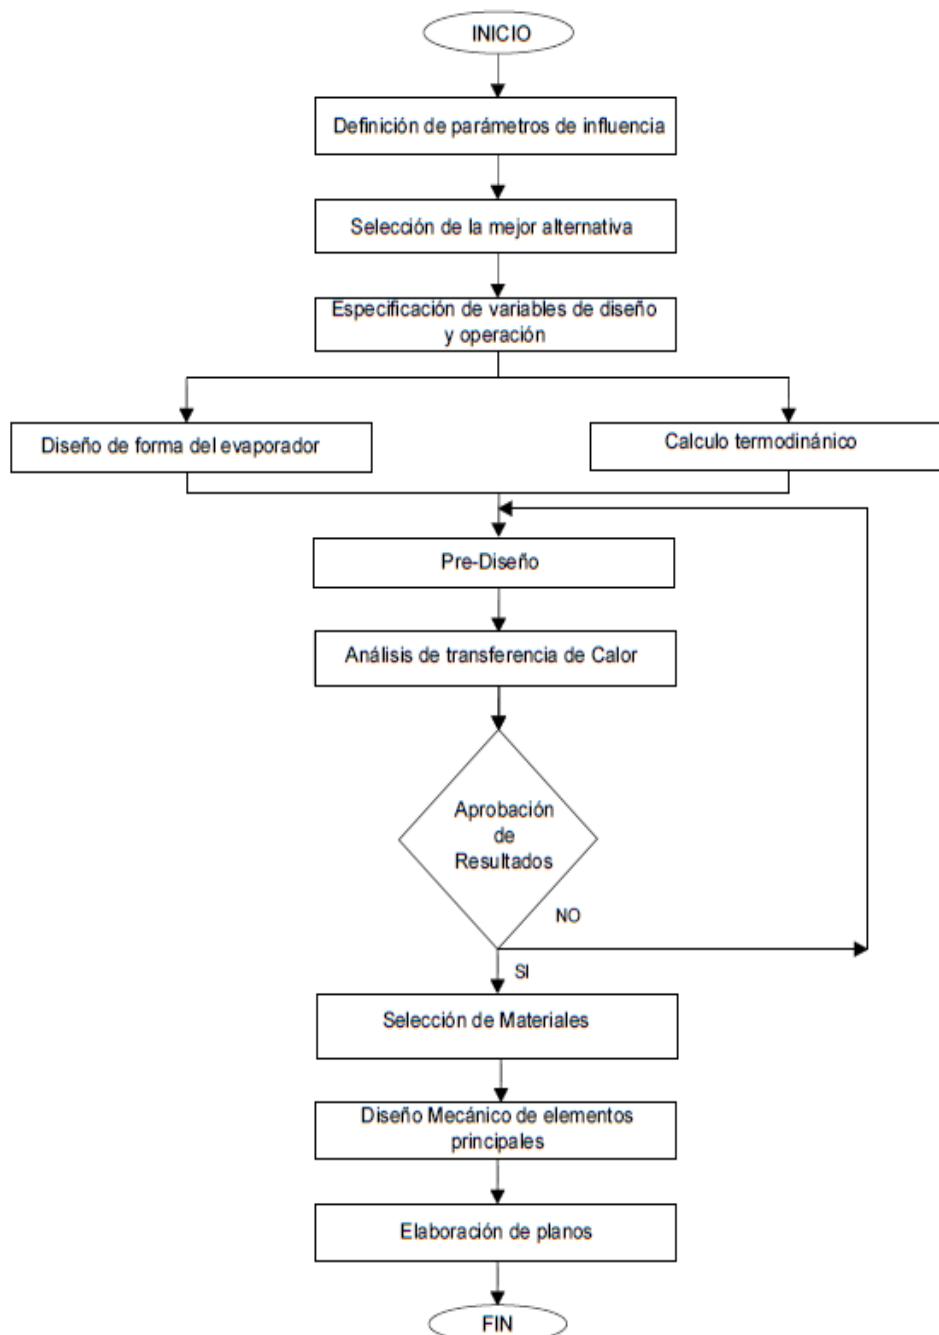 INICIO
Definición de parámetros de influencia
Selección de la mejor alternativa
Especificación de variables de diseño
y operación
Diseño de forma del evaporador
Calculo termodinánico
Pre-Diseño
Análisis de transferencia de Calor
Aprobación
de
Resultados
NO
SI
Selección de Materiales
Diseño Mecánico de elementos
principales
Elaboración de planos
FIN